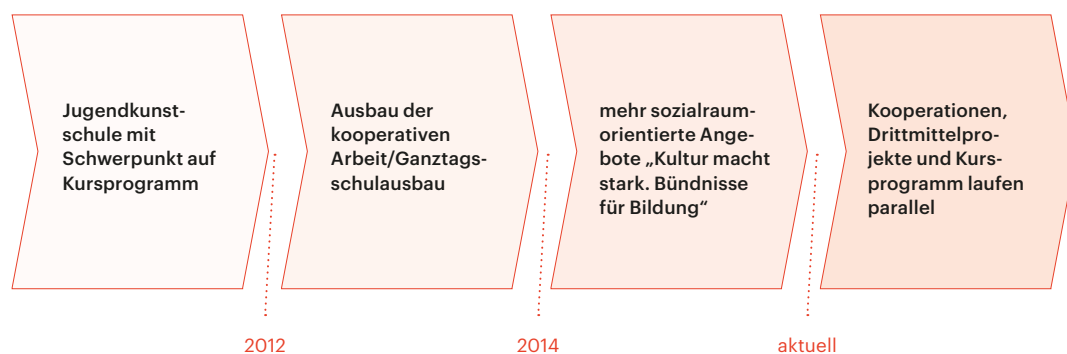 Jugendkunst-
schule mit
Schwerpunkt auf
Kursprogramm
Ausbau der
kooperativen
Arbeit/Ganztags-
schulausbau
mehr sozialraum-
orientierte Ange-
bote „Kultur macht
stark. Bündnisse
für Bildung“
Kooperationen,
Drittmittelpro-
jekte und Kurs-
programm laufen
parallel
2012
2014
aktuell